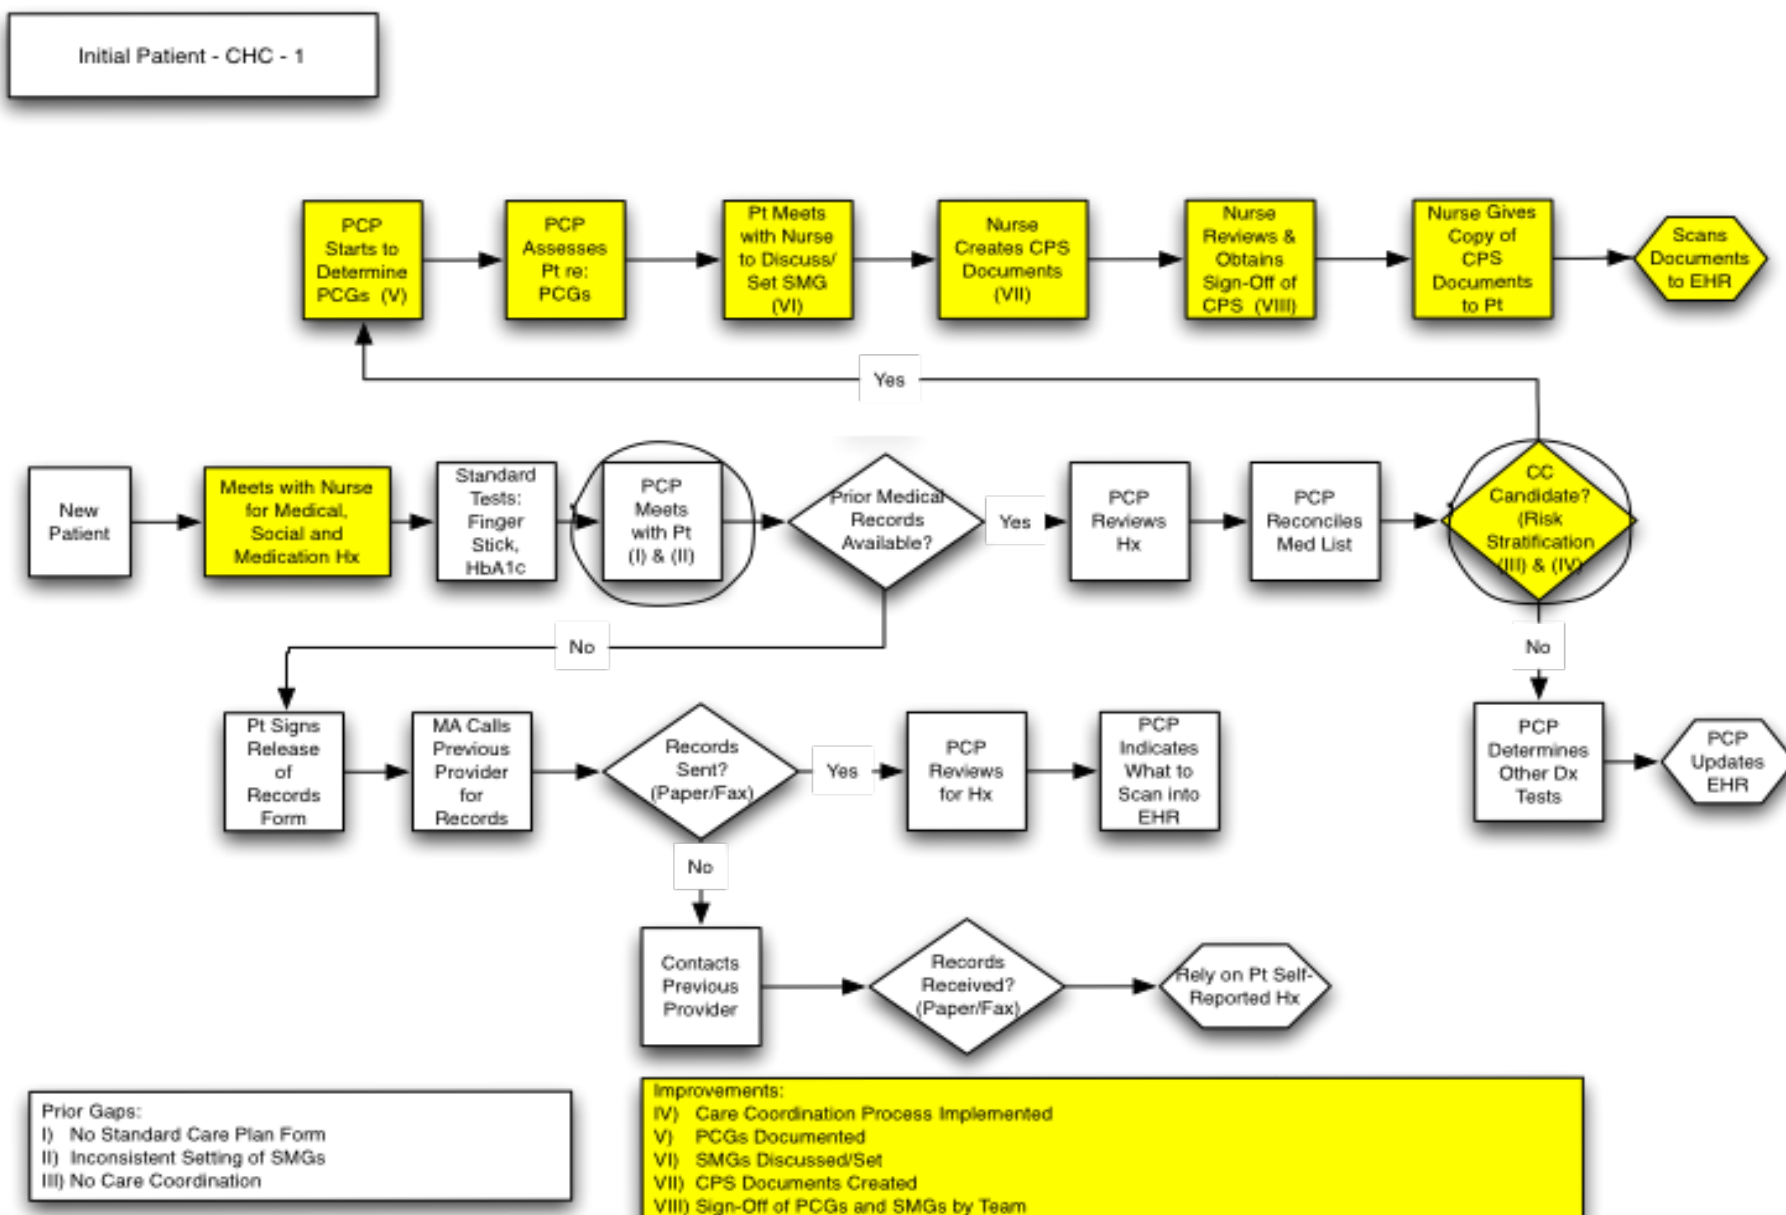 Initial Patient - CHC - 1
PCP
Starts to
Determine
PCGs (V)
PCP
Assesses
Pt re:
PCGs
Pt Meets
with Nurse
to Discuss/
Set SMG
(VI)
Nurse
Creates CPS
Documents
(VII)
Nurse
Reviews &
Obtains
Sign-Off of
CPS (VIII)
Nurse Gives
Copy of
CPS
Documents
to Pt
Scans
Documents
to EHR
Yes
New
Patient
Meets with Nurse
for Medical,
Social and
Medication Hx
Standard
Tests:
Finger
Stick,
HbA1c
PCP
Meets
with Pt
(I) & (II)
Prior Medical
Records
Available?
Yes
PCP
Reviews
Hx
PCP
Reconciles
Med List
CC
Candidate?
(Risk
Stratification
(III) & (IV)
No
No
Pt Signs
Release
of
Records
Form
MA Calls
Previous
Provider
for
Records
Records
Sent?
(Paper/Fax)
Yes
PCP
Reviews
for Hx
PCP
Indicates
What to
Scan into
EHR
PCP
Determines
Other Dx
Tests
PCP
Updates
EHR
No
Contacts
Previous
Provider
Records
Received?
(Paper/Fax)
Rely on Pt Self-
Reported Hx
Prior Gaps:
I) No Standard Care Plan Form
II) Inconsistent Setting of SMGs
III) No Care Coordination
Improvements:
IV) Care Coordination Process Implemented
V) PCGs Documented
VI) SMGs Discussed/Set
VII) CPS Documents Created
VIII) Sign-Off of PCGs and SMGs by Team